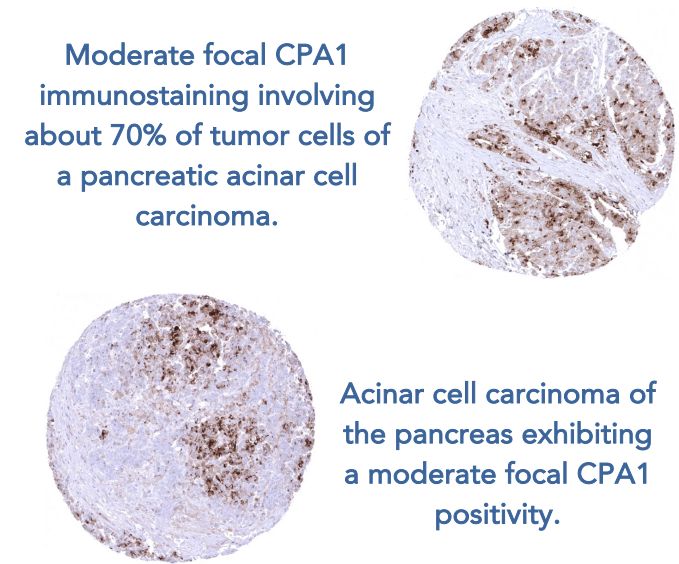 Moderate focal CPA1
immunostaining involving
about 70% of tumor cells of
a pancreatic acinar cell
carcinoma.
Acinar cell carcinoma of
the pancreas exhibiting
a moderate focal CPA1
positivity.